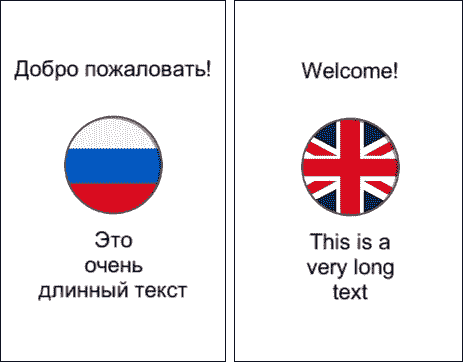 Добро пожаловать!
Это
очень
длинный текст
Welcome!
This is a
very long
text